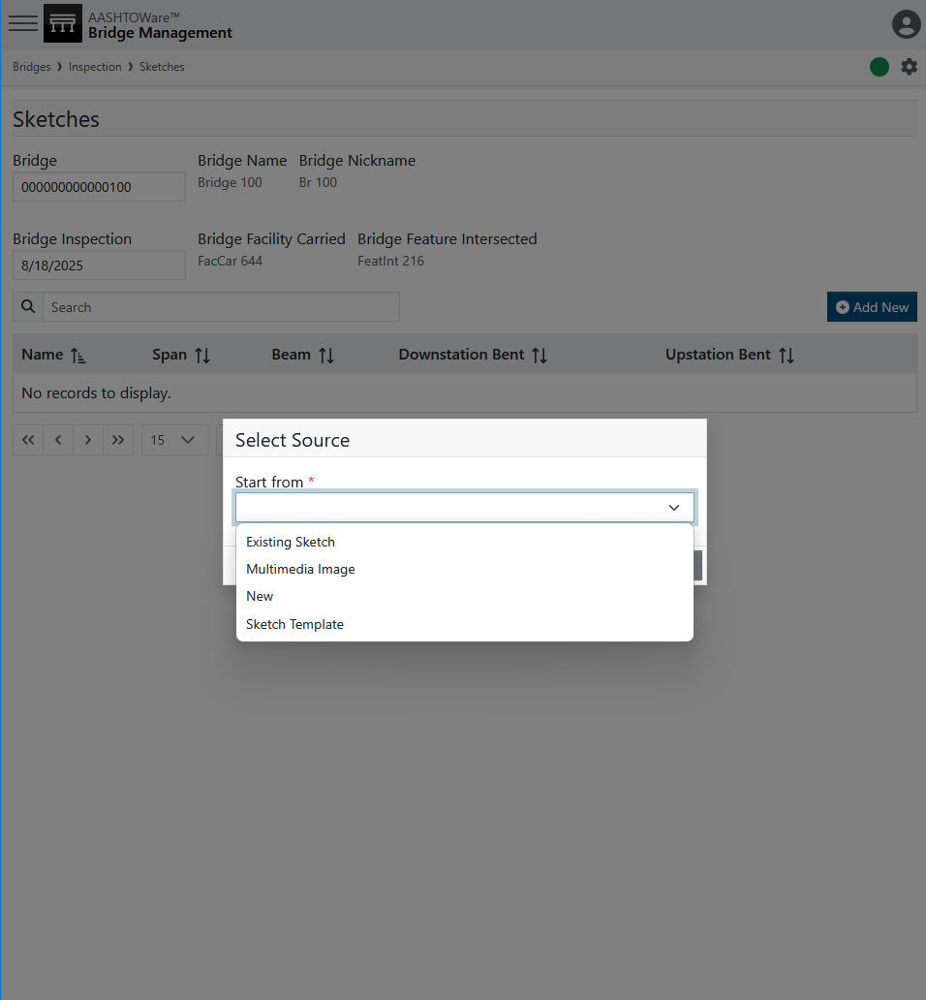 AASHTOWare™
Bridge Management
Bridges ❯ Inspection ❯ Sketches
Sketches
Bridge
Bridge Name
Bridge Nickname
000000000000100
Bridge 100
Br 100
Bridge Inspection
Bridge Facility Carried
Bridge Feature Intersected
8/18/2025
FacCar 644
FeatInt 216
Search
Add New
Name
Span
Beam
Downstation Bent
Upstation Bent
No records to display.
15
Select Source
Start from *
Existing Sketch
Multimedia Image
New
Sketch Template